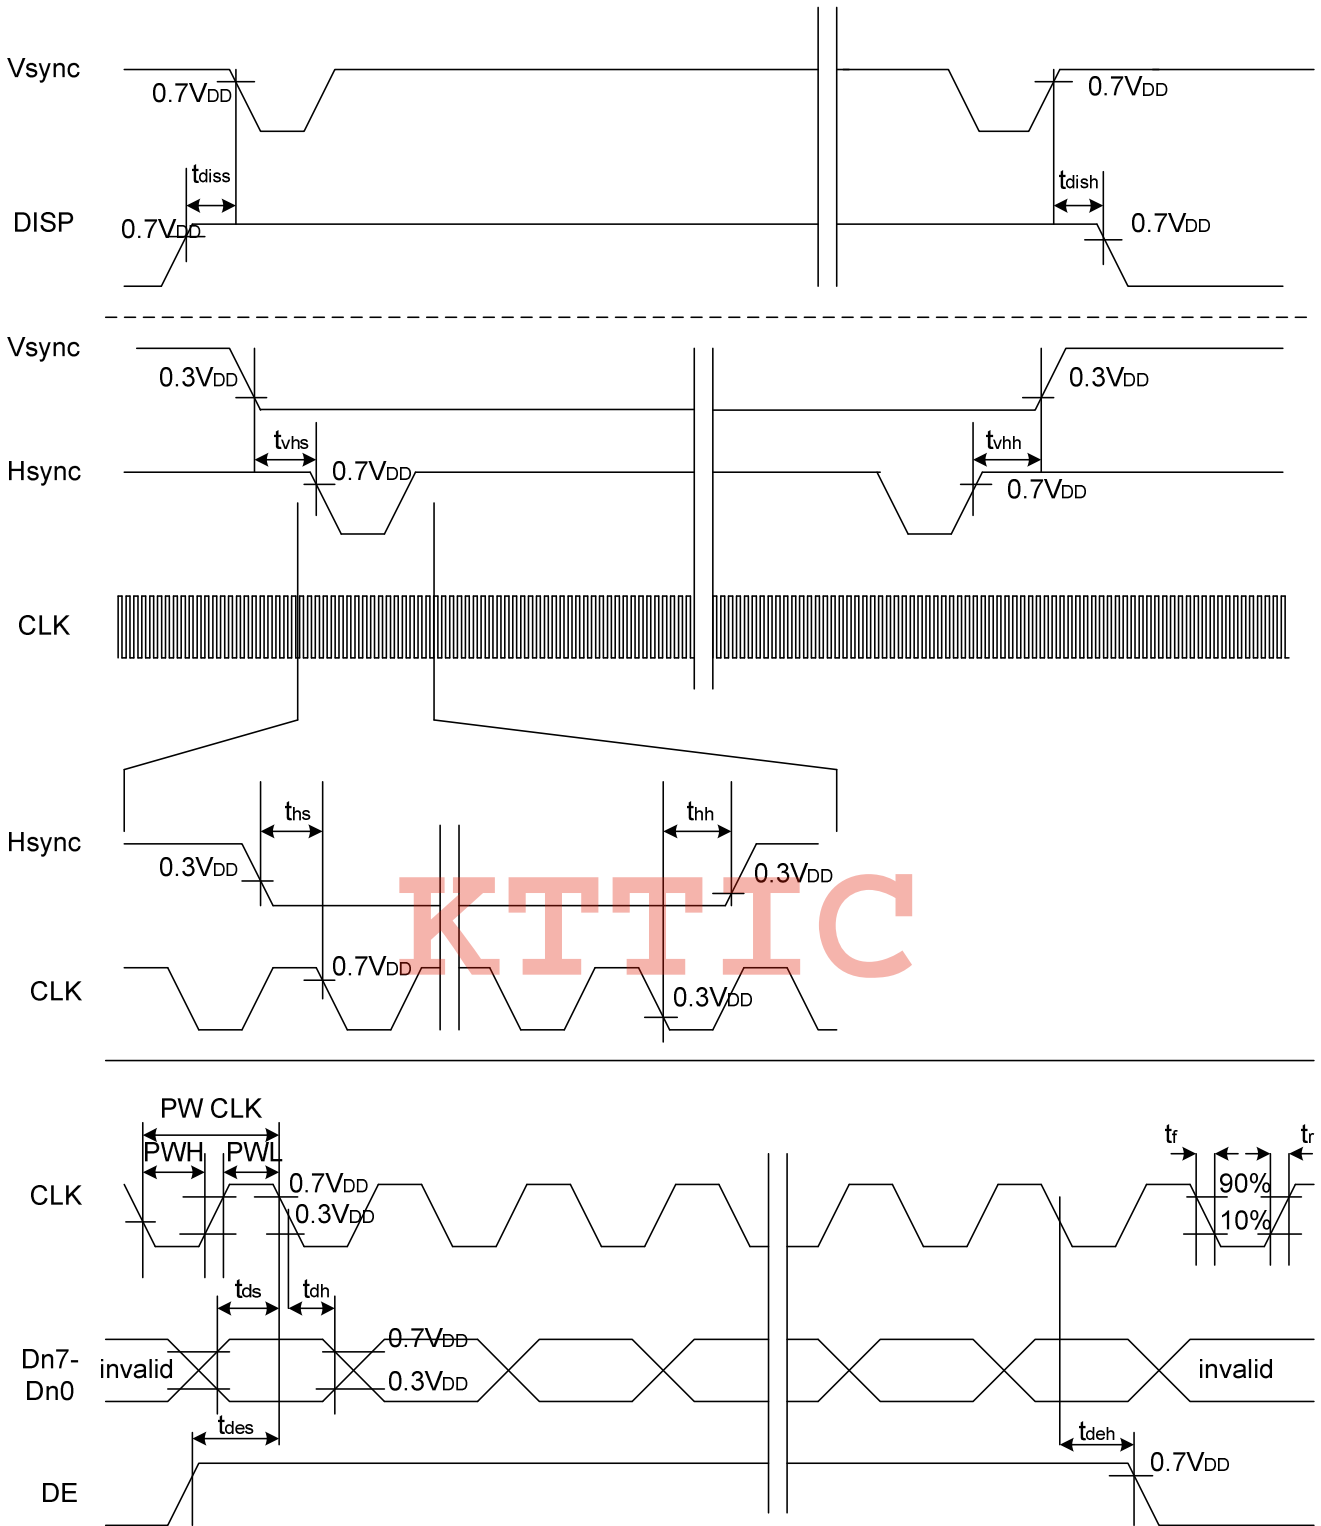 Vsync
0.7VDD
0.7VDD
tdiss
tdish
DISP
0.7VDD
0.7VDD
Vsync
0.3VDD
0.3VDD
tvhs
tvhh
Hsync
0.7VDD
0.7VDD
CLK
ths
thh
Hsync
0.3VDD
0.3VDD
KTTIC
CLK
0.7VDD
0.3VDD
PW CLK
PWH
PWL
tf
tr
CLK
0.7VDD
90%
0.3VDD
10%
tds
tdh
Dn7-
Dn0
invalid
0.7VDD
0.3VDD
invalid
tdes
tdeh
DE
0.7VDD